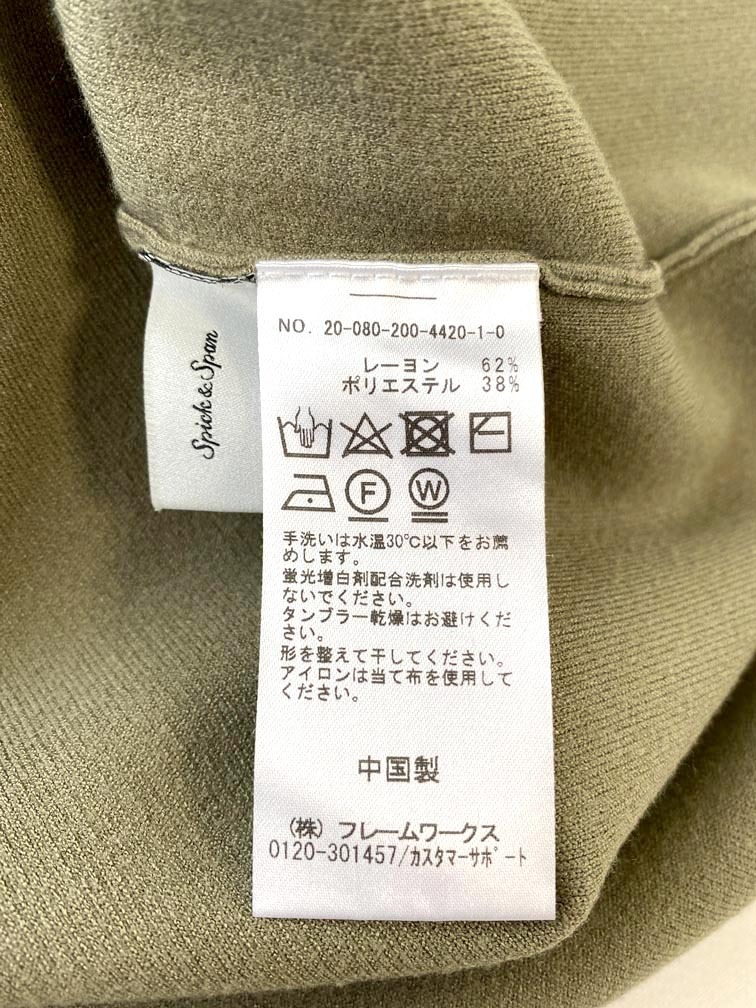 Spick & Span
NO. 20-080-200-4420-1-0
レーヨン 62%
ポリエステル 38%
F W
手洗いは水温30℃以下をお薦
めします。
蛍光増白剤配合洗剤は使用し
ないでください。
タンブラー乾燥はお避けくだ
さい。
形を整えて干してください。
アイロンは当て布を使用して
ください。
中国製
(株) フレームワークス
0120-301457/カスタマーサポート